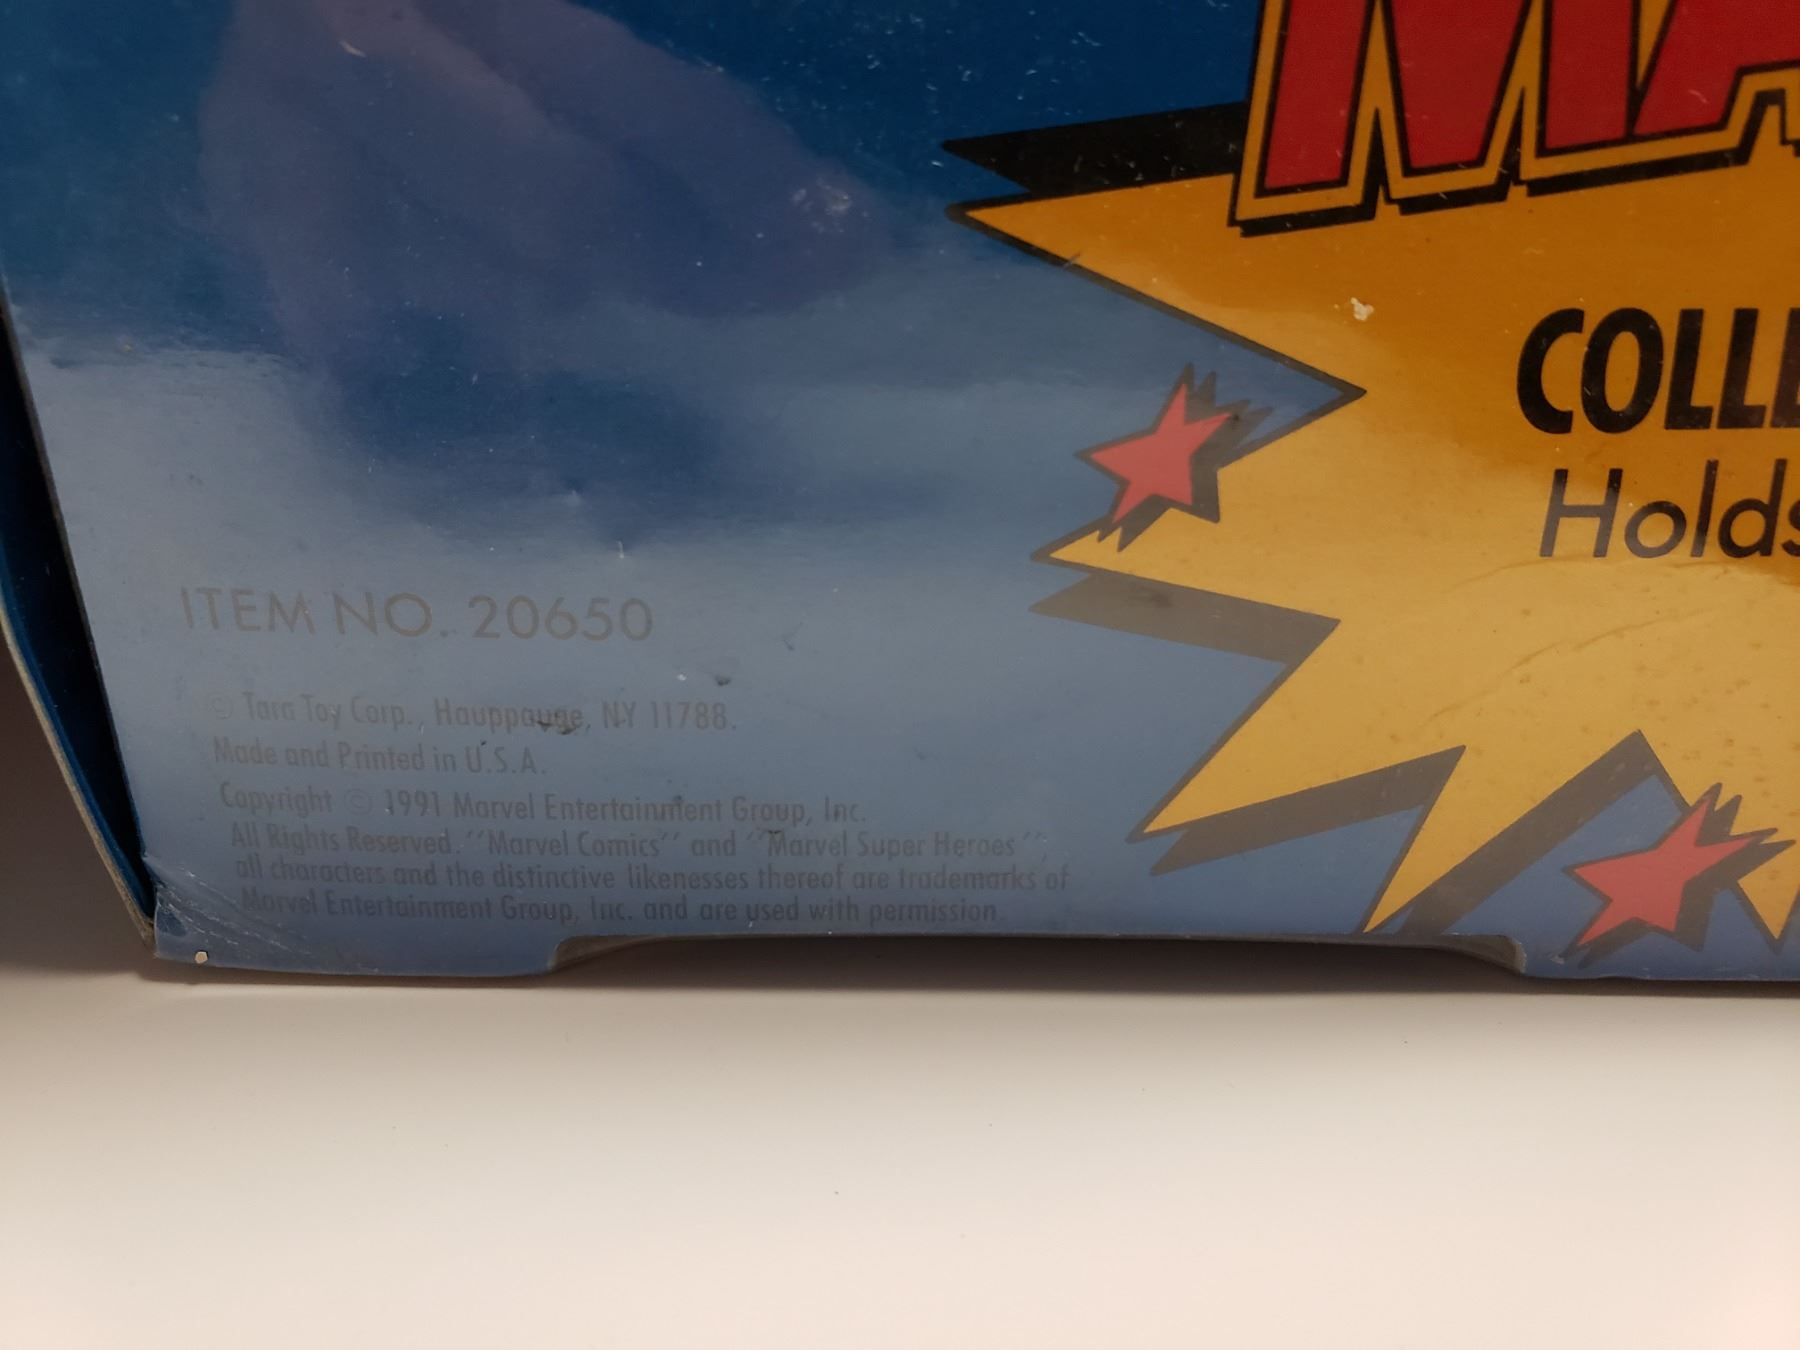 MA
COLLE
Holds
ITEM NO. 20650
© Tara Toy Corp., Hauppauge, NY 11788.
Made and Printed in U.S.A.
Copyright © 1991 Marvel Entertainment Group, Inc.
All Rights Reserved. "Marvel Comics" and "Marvel Super Heroes",
all characters and the distinctive likenesses thereof are trademarks of
Marvel Entertainment Group, Inc. and are used with permission.